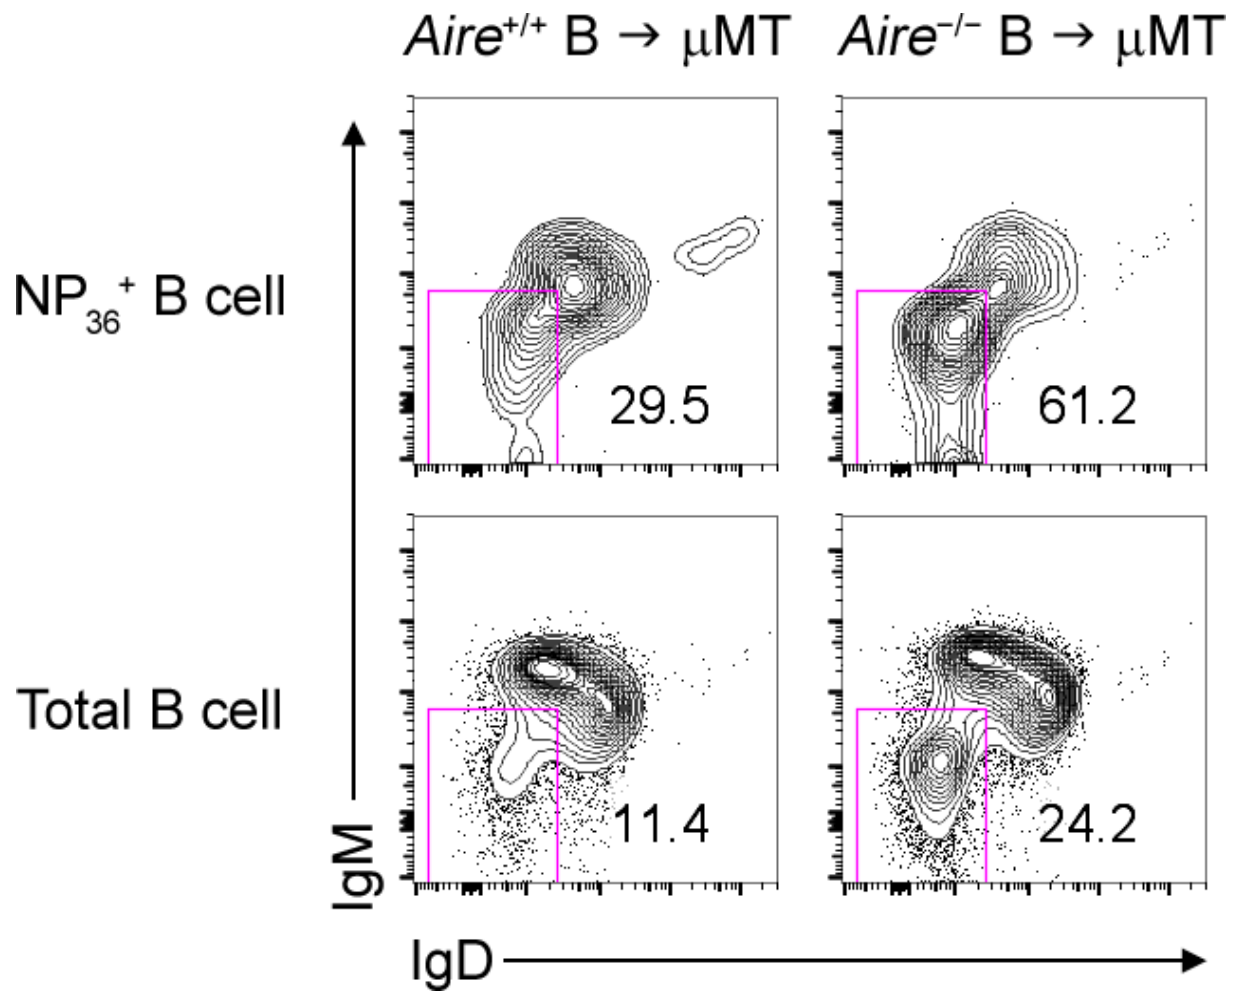 Aire+/+ B → μMT
Aire−/− B → μMT
NP36+ B cell
29.5
61.2
Total B cell
11.4
24.2
IgM
IgD